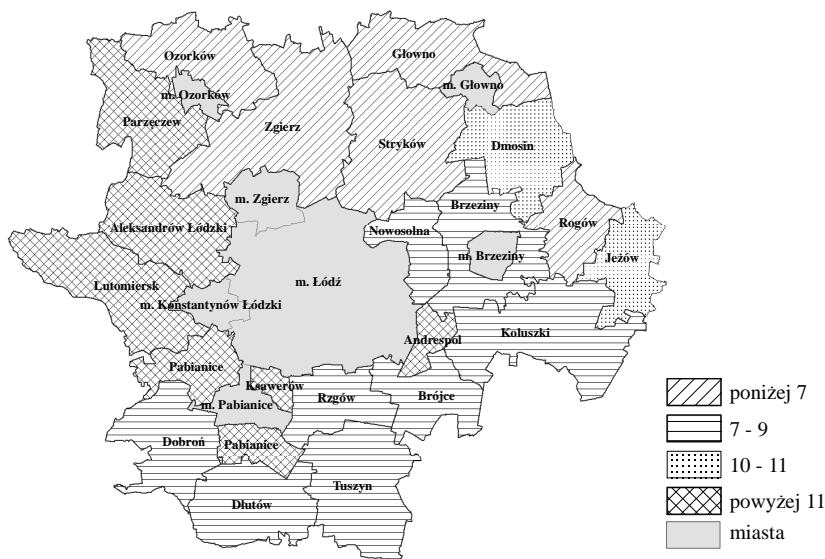 Ozorków
Głowno
m. Ozorków
m. Głowno
Parzęczew
Zgierz
Stryków
Dmosin
m. Zgierz
Brzeziny
Aleksandrów Łódzki
Nowosolna
Rogów
m. Brzeziny
Jeżów
Lutomiersk
m. Łódź
m. Konstantynów Łódzki
Andrespol
Koluszki
Pabianice
Ksawerów
m. Pabianice
Rzgów
Brójce
Dobroń
Pabianice
Tuszyn
Dłutów
poniżej 7
7 - 9
10 - 11
powyżej 11
miasta